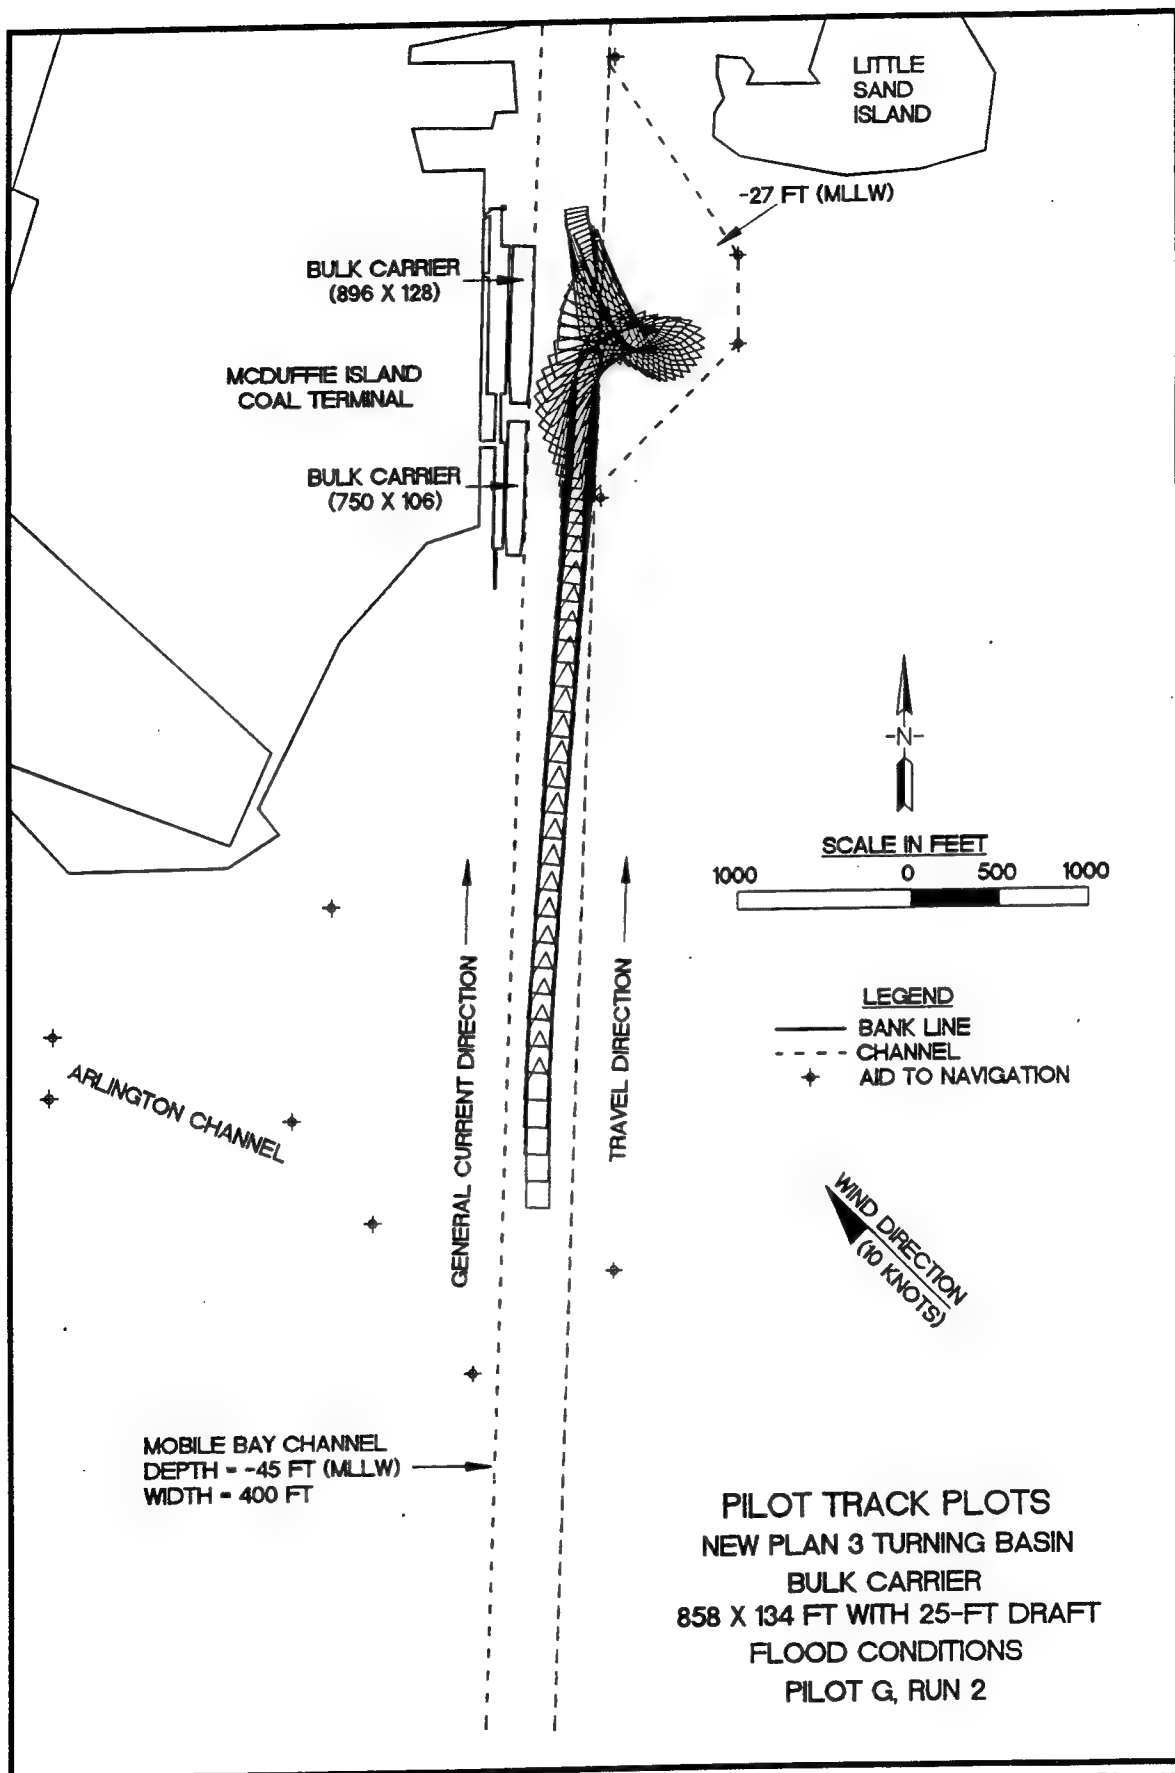 LITTLE
SAND
ISLAND
-27 FT (MLLW)
BULK CARRIER
(896 X 128)
MCDUFFIE ISLAND
COAL TERMINAL
BULK CARRIER
(750 X 106)
-N-
SCALE IN FEET
1000 0 500 1000
GENERAL CURRENT DIRECTION
TRAVEL DIRECTION
LEGEND
BANK LINE
CHANNEL
AID TO NAVIGATION
ARLINGTON CHANNEL
WIND DIRECTION
(10 KNOTS)
MOBILE BAY CHANNEL
DEPTH = -45 FT (MLLW)
WIDTH = 400 FT
PILOT TRACK PLOTS
NEW PLAN 3 TURNING BASIN
BULK CARRIER
858 X 134 FT WITH 25-FT DRAFT
FLOOD CONDITIONS
PILOT G, RUN 2